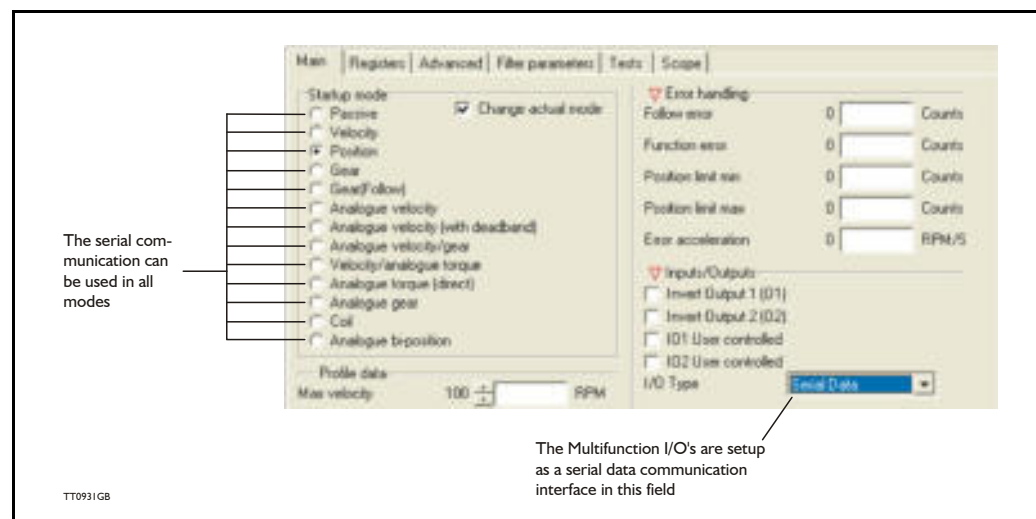 Main Registers Advanced Filter parameters Tests Scope
Startup mode
Change actual mode
Passive
Velocity
Position
Gear
Gear(Follow)
Analogue velocity
Analogue velocity (with deadband)
Analogue velocity/gear
Velocity/analogue torque
Analogue torque (direct)
Analogue gear
Coil
Analogue bi-position
Profile data
Max velocity 100 RPM
Error handling
Follow error 0 Counts
Function error 0 Counts
Position limit min 0 Counts
Position limit max 0 Counts
Error acceleration 0 RPM/S
Inputs/Outputs
Invert Output 1 (O1)
Invert Output 2 (O2)
IO1 User controlled
IO2 User controlled
I/O Type Serial Data
The serial com-
munication can
be used in all
modes
The Multifunction I/O's are setup
as a serial data communication
interface in this field
TT0931GB